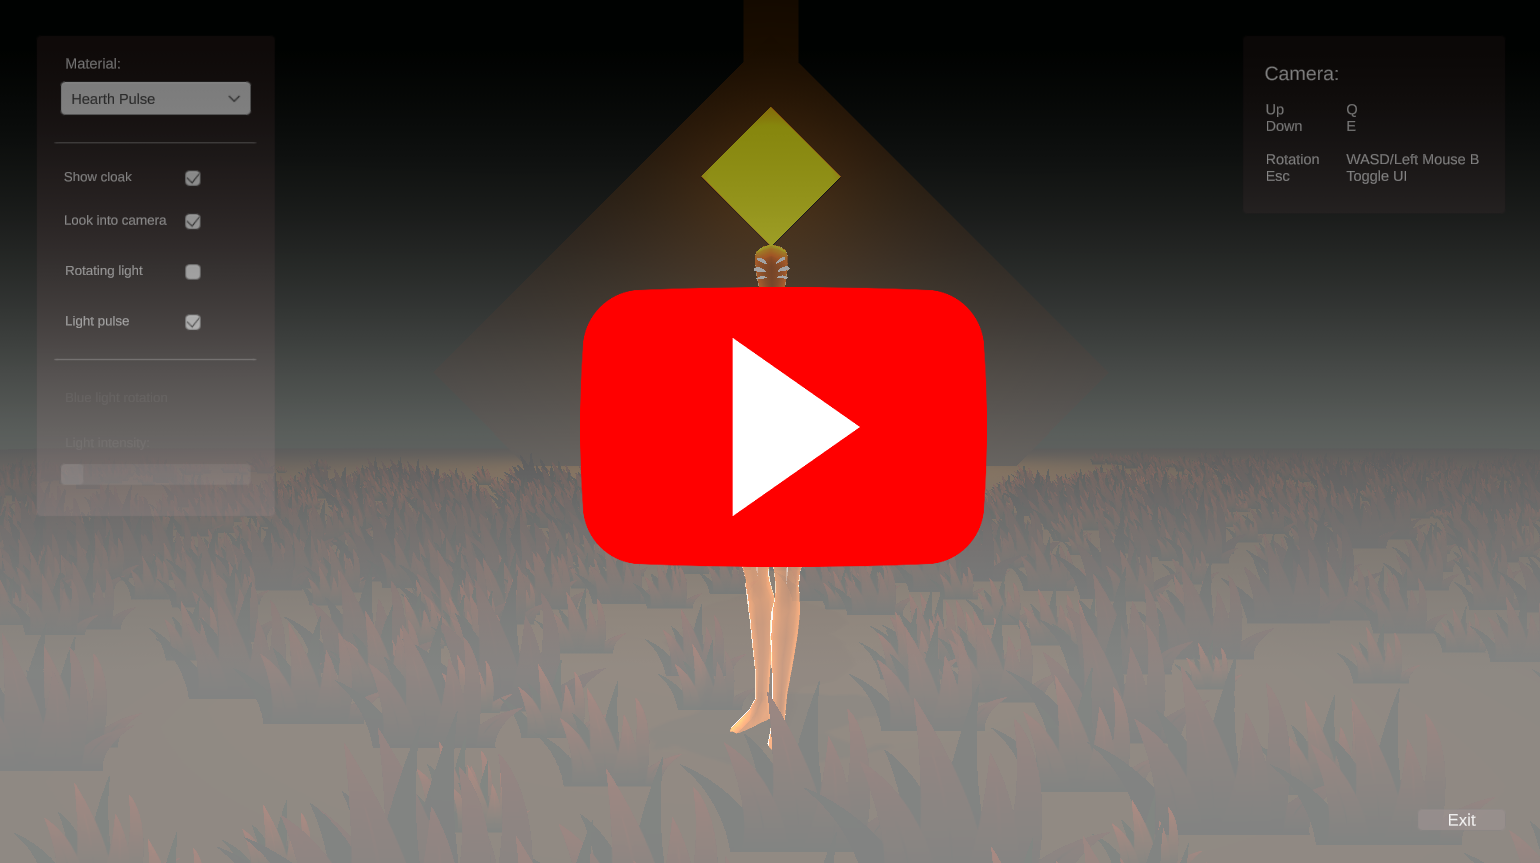 Material:
Hearth Pulse
Show cloak
Look into camera
Rotating light
Light pulse
Blue light rotation
Light intensity:
Camera:
Up Q
Down E
Rotation WASD/Left Mouse B
Esc Toggle UI
Exit